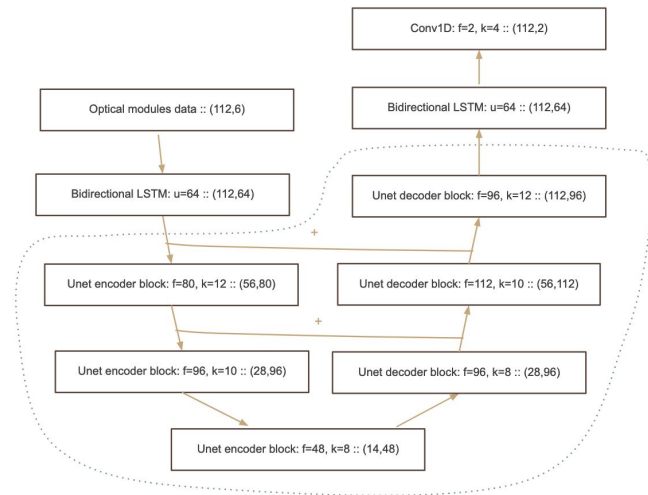 Conv1D: f=2, k=4 :: (112,2)
Optical modules data :: (112,6)
Bidirectional LSTM: u=64 :: (112,64)
Bidirectional LSTM: u=64 :: (112,64)
Unet decoder block: f=96, k=12 :: (112,96)
+
Unet encoder block: f=80, k=12 :: (56,80)
Unet decoder block: f=112, k=10 :: (56,112)
+
Unet encoder block: f=96, k=10 :: (28,96)
Unet decoder block: f=96, k=8 :: (28,96)
Unet encoder block: f=48, k=8 :: (14,48)